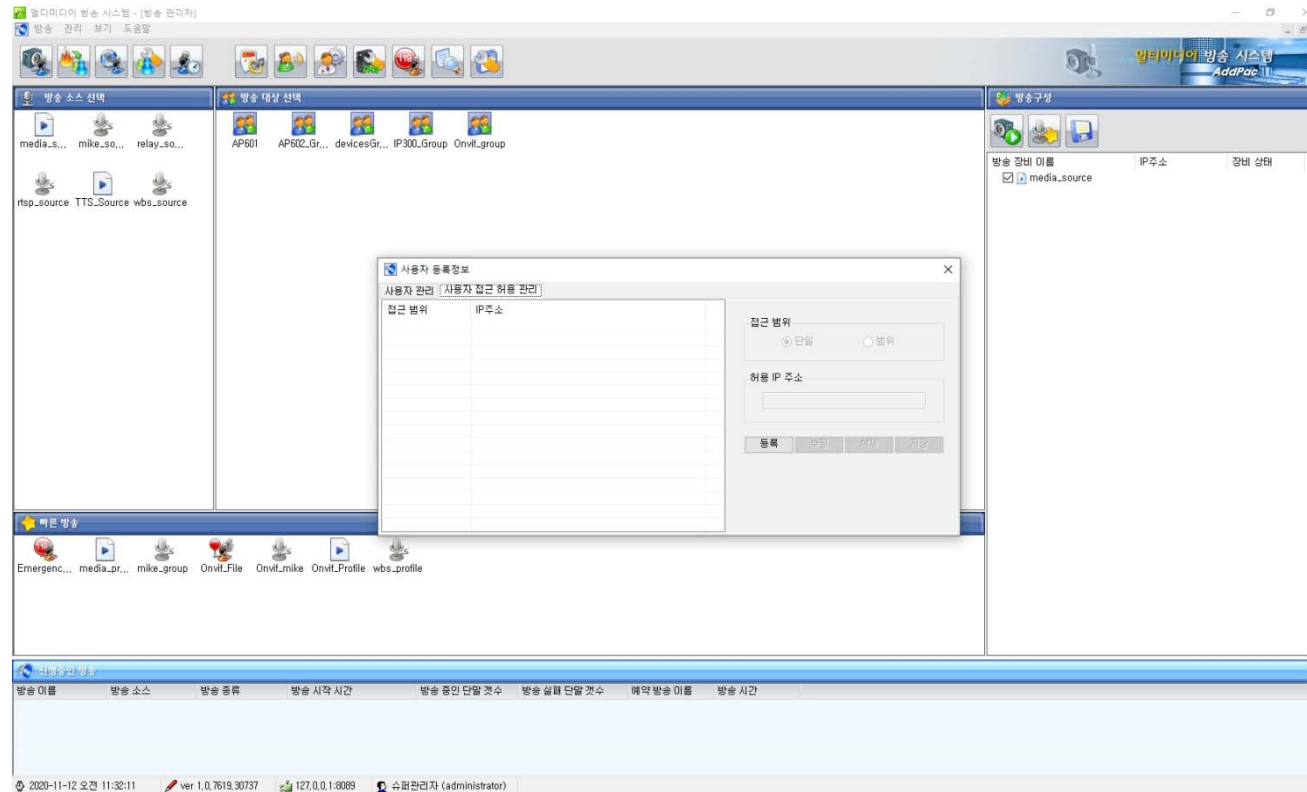 멀티미디어 방송 시스템 - [방송 관리자]
방송 관리 보기 도움말
멀티미디어 방송 시스템
AddPac
방송 소스 선택
방송 대상 선택
방송구성
media_s... mike_so... relay_so...
AP601 AP602_Gr... devicesGr... IP300_Group Onvif_group
방송 장비 이름 IP주소 장비 상태
media_source
rtsp_source TTS_Source wbs_source
사용자 등록정보
사용자 관리 사용자 접근 허용 관리
접근 범위 IP주소
접근 범위
단일 범위
허용 IP 주소
등록 수정 삭제 저장
빠른 방송
Emergenc... media_pr... mike_group Onvif_File Onvif_mike Onvif_Profile wbs_profile
진행중인 방송
방송 이름 방송 소스 방송 종류 방송 시작 시간 방송 중인 단말 갯수 방송 실패 단말 갯수 예약 방송 이름 방송 시간
2020-11-12 오전 11:32:11 ver 1.0.7619.30737 127.0.0.1:8089 슈퍼관리자 (administrator)